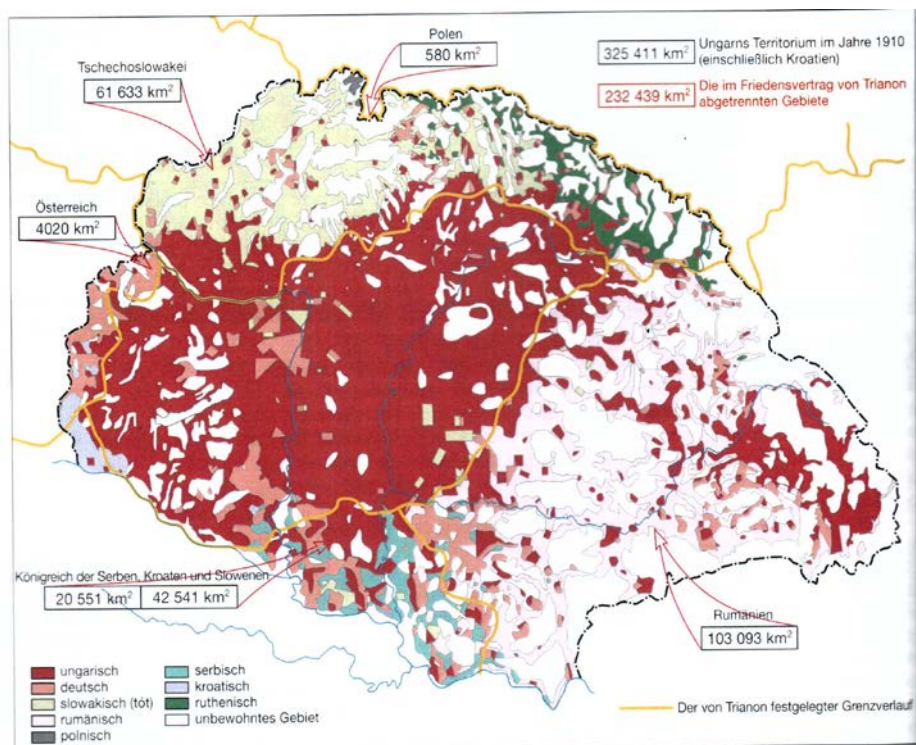 Polen
580 km²
Tschechoslowakei
61 633 km²
325 411 km²
Ungarns Territorium im Jahre 1910
(einschließlich Kroatien)
232 439 km²
Die im Friedensvertrag von Trianon
abgetrennten Gebiete
Österreich
4020 km²
Königreich der Serben, Kroaten und Slowenen
20 551 km²
42 541 km²
Rumänien
103 093 km²
ungarisch
deutsch
slowakisch (tót)
rumänisch
polnisch
serbisch
kroatisch
ruthenisch
unbewohntes Gebiet
Der von Trianon festgelegter Grenzverlauf